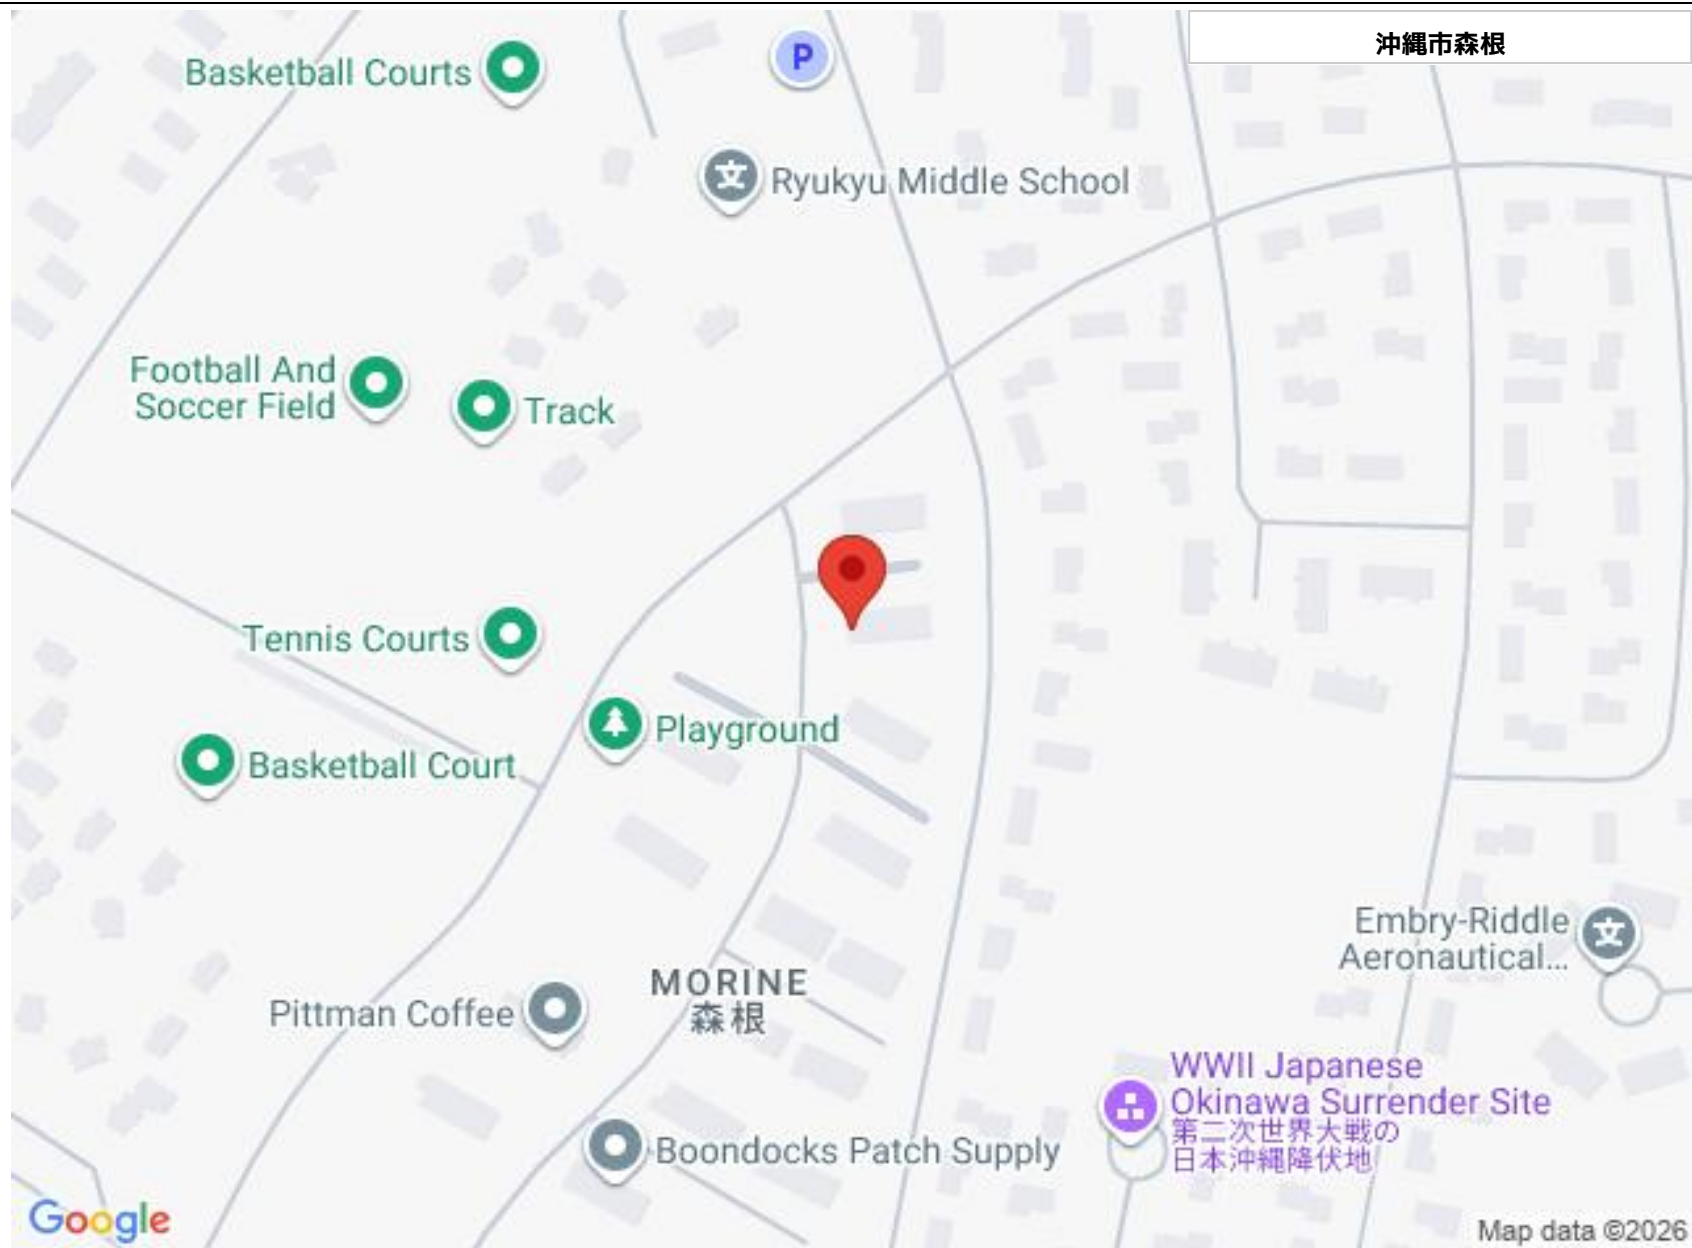 沖縄市森根
Basketball Courts
P
文
Ryukyu Middle School
Football And
Soccer Field
Track
Tennis Courts
Playground
Basketball Court
Embry-Riddle
Aeronautical...
文
MORINE
森根
Pittman Coffee
WWII Japanese
Okinawa Surrender Site
第二次世界大戦の
日本沖縄降伏地
Boondocks Patch Supply
Google
Map data ©2026